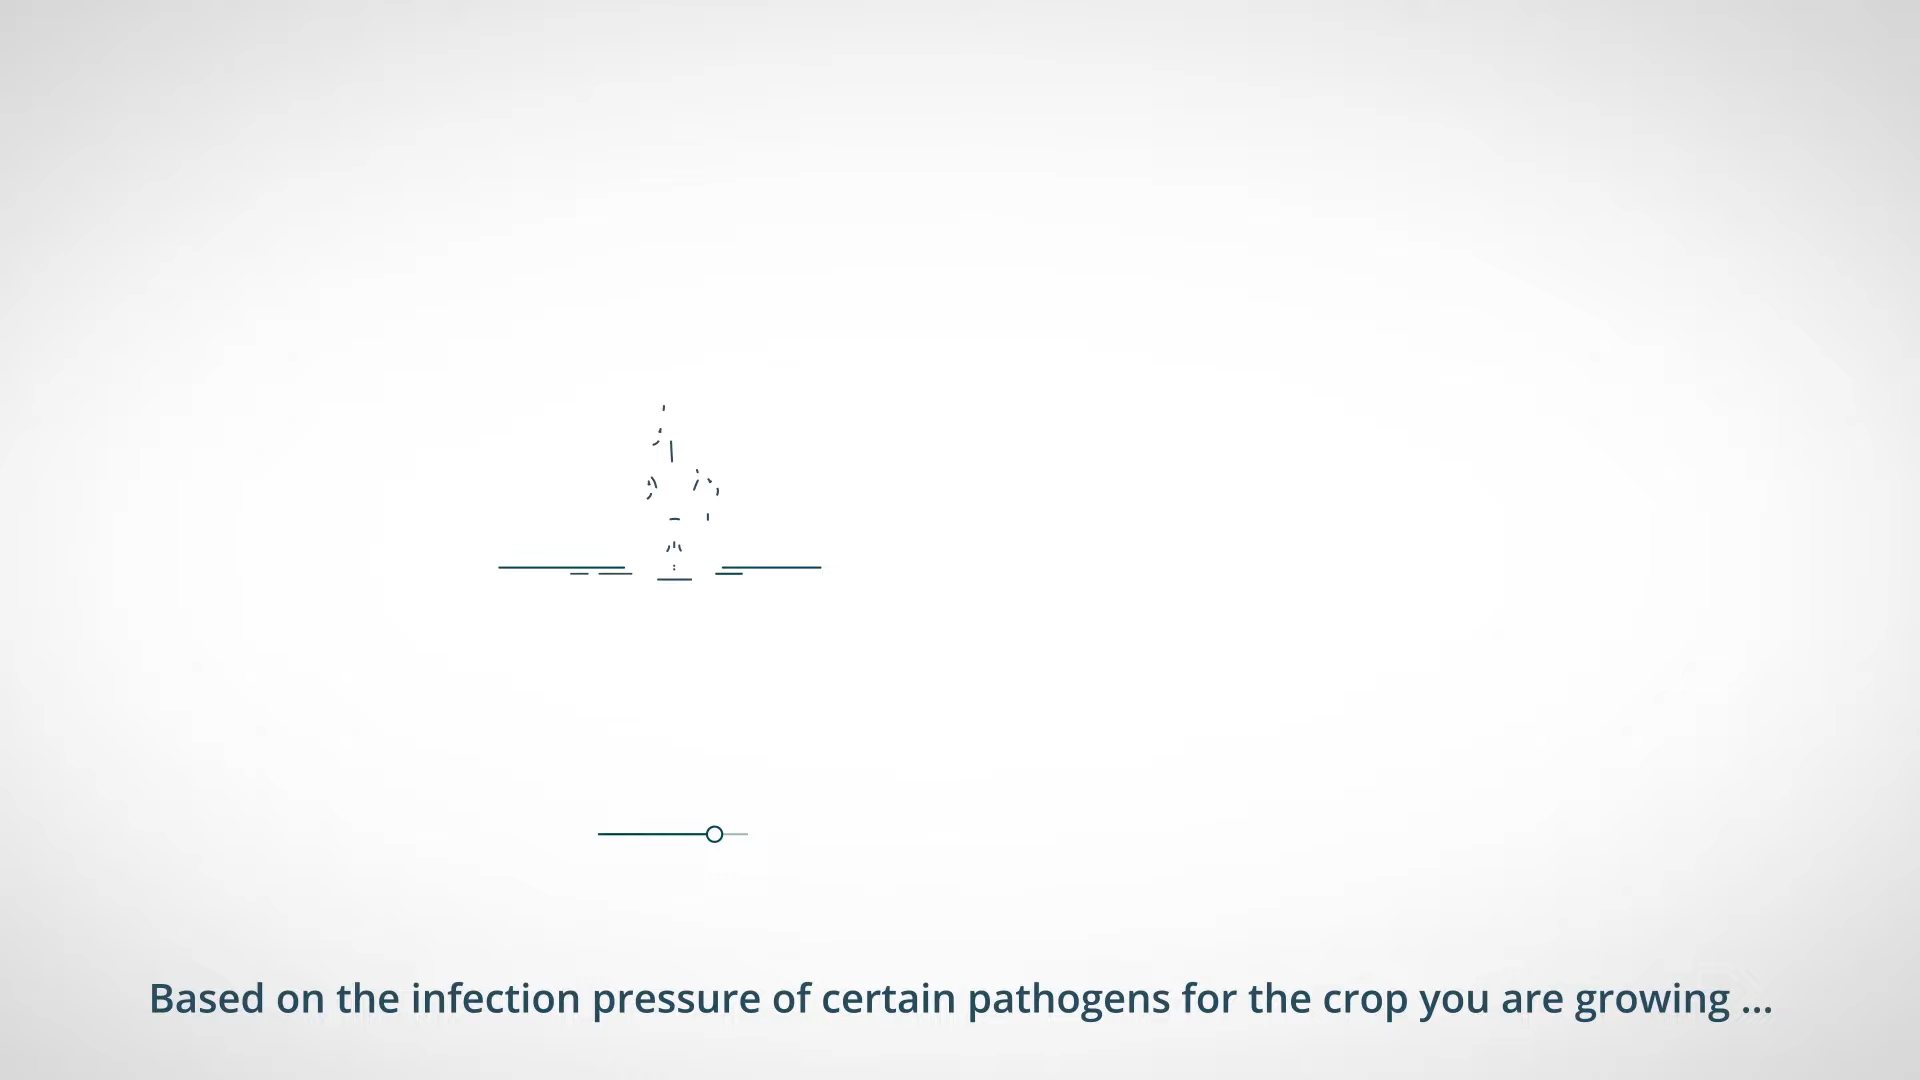 Based on the infection pressure of certain pathogens for the crop you are growing ...